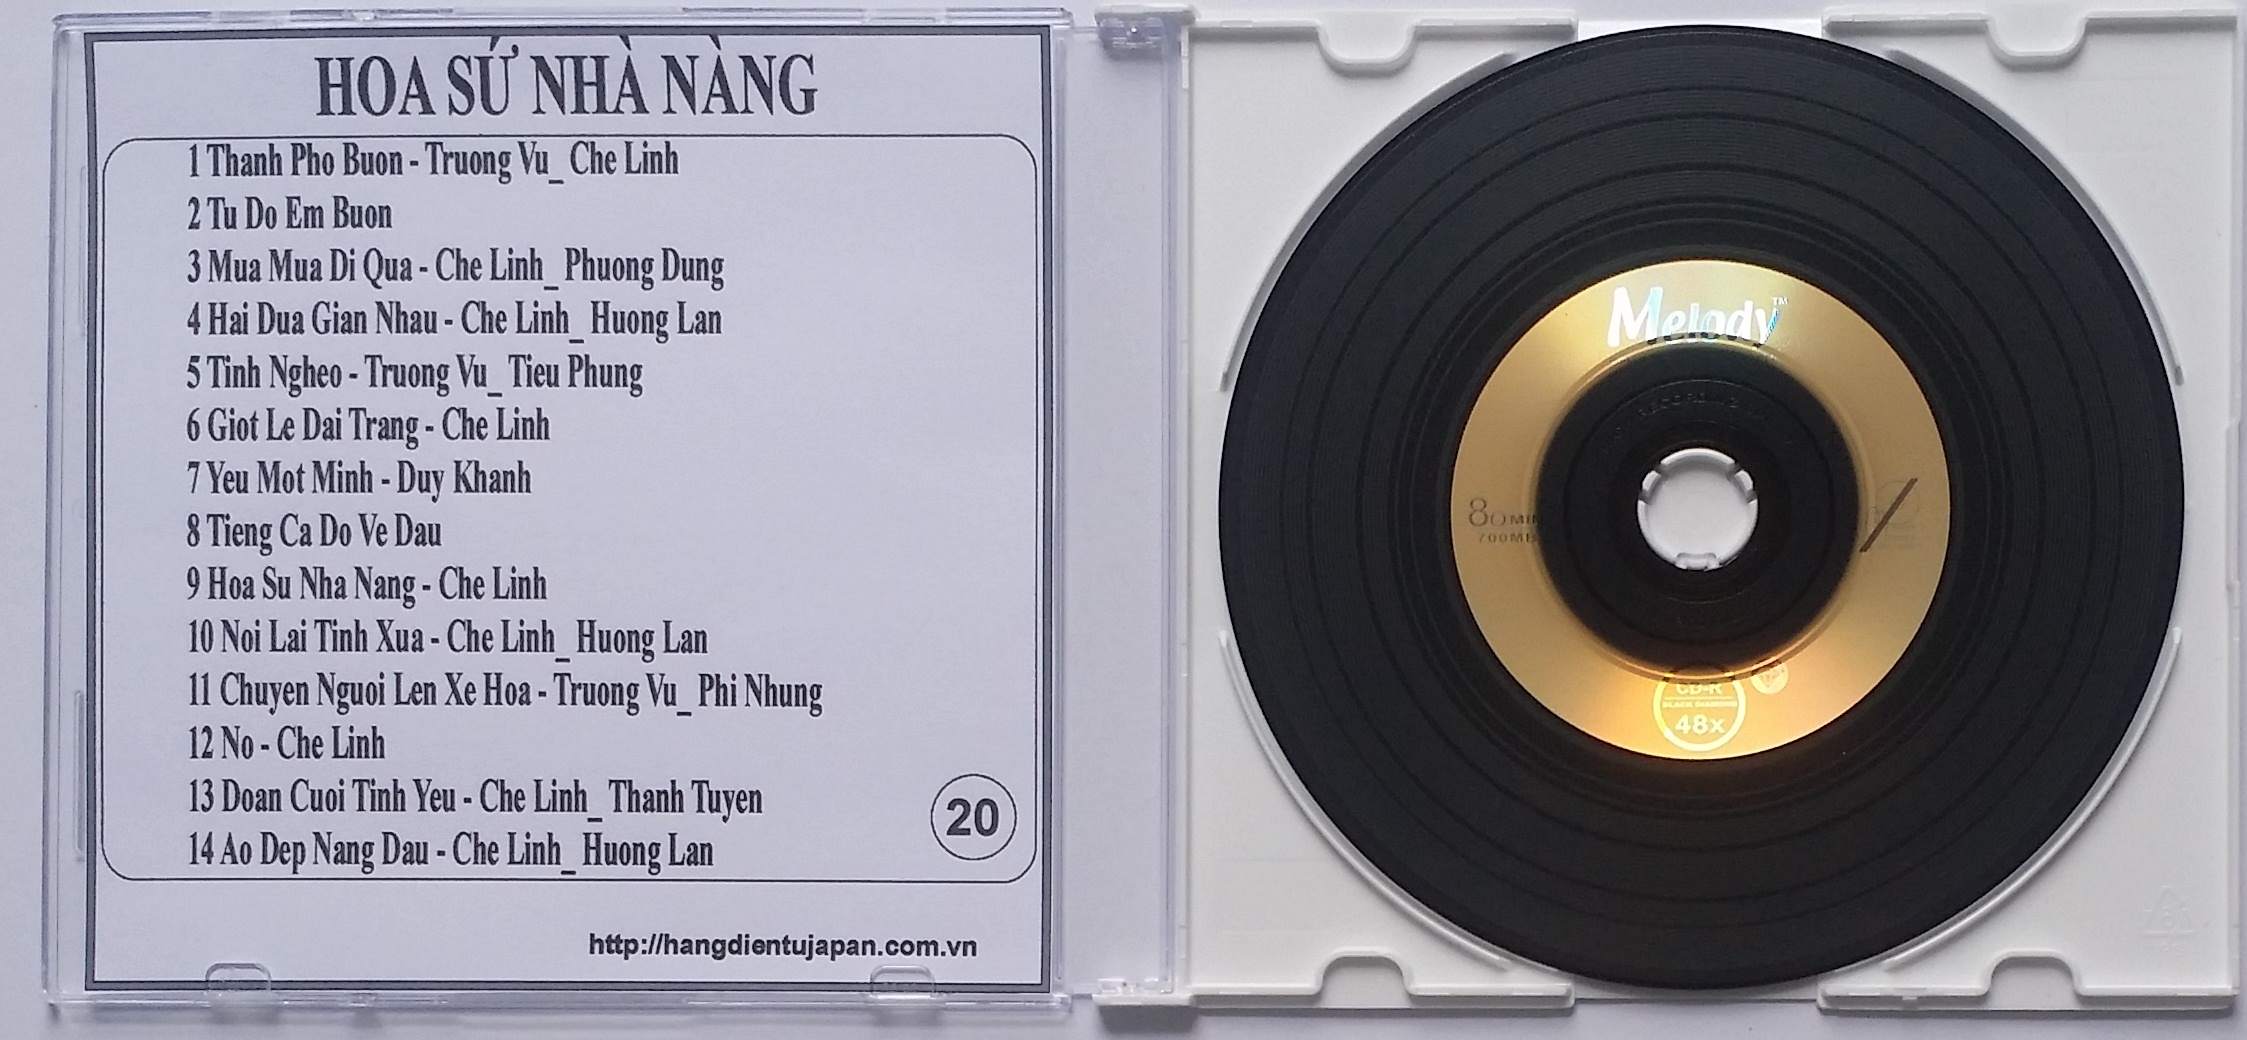 HOA SỨ NHÀ NÀNG
1 Thanh Pho Buon - Truong Vu_ Che Linh
2 Tu Do Em Buon
3 Mua Mua Di Qua - Che Linh_ Phuong Dung
4 Hai Dua Gian Nhau - Che Linh_ Huong Lan
5 Tinh Ngheo - Truong Vu_ Tieu Phung
6 Giot Le Dai Trang - Che Linh
7 Yeu Mot Minh - Duy Khanh
8 Tieng Ca Do Ve Dau
9 Hoa Su Nha Nang - Che Linh
10 Noi Lai Tinh Xua - Che Linh_ Huong Lan
11 Chuyen Nguoi Len Xe Hoa - Truong Vu_ Phi Nhung
12 No - Che Linh
13 Doan Cuoi Tinh Yeu - Che Linh_ Thanh Tuyen
14 Ao Dep Nang Dau - Che Linh_ Huong Lan
20
http://hangdientujapan.com.vn
Melody™
80 MIN
700MB
CD-R
BLACK DIAMOND
48x